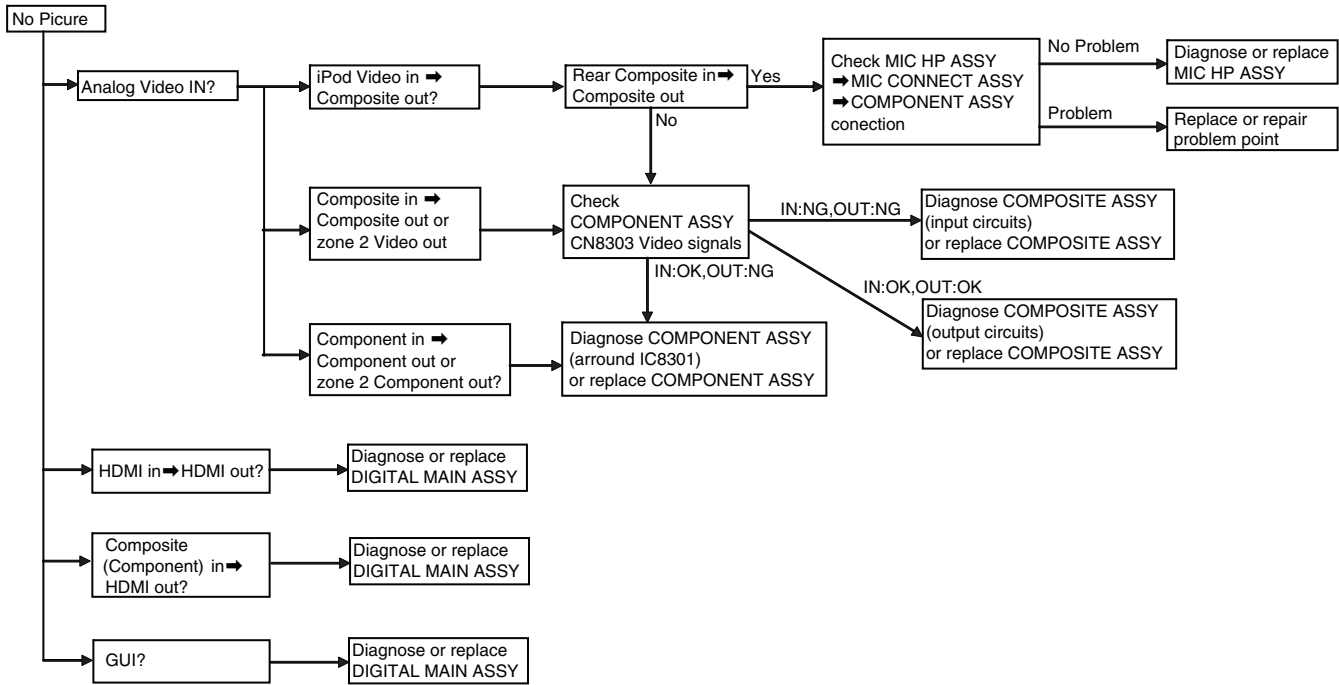 No Picure
Analog Video IN?
iPod Video in ➡
Composite out?
Rear Composite in➡
Composite out
Yes
No
Check MIC HP ASSY
➡MIC CONNECT ASSY
➡COMPONENT ASSY
conection
No Problem
Diagnose or replace
MIC HP ASSY
Problem
Replace or repair
problem point
Composite in ➡
Composite out or
zone 2 Video out
Check
COMPONENT ASSY
CN8303 Video signals
IN:NG,OUT:NG
Diagnose COMPOSITE ASSY
(input circuits)
or replace COMPOSITE ASSY
IN:OK,OUT:NG
IN:OK,OUT:OK
Diagnose COMPOSITE ASSY
(output circuits)
or replace COMPOSITE ASSY
Component in ➡
Component out or
zone 2 Component out?
Diagnose COMPONENT ASSY
(arround IC8301)
or replace COMPONENT ASSY
HDMI in➡HDMI out?
Diagnose or replace
DIGITAL MAIN ASSY
Composite
(Component) in➡
HDMI out?
Diagnose or replace
DIGITAL MAIN ASSY
GUI?
Diagnose or replace
DIGITAL MAIN ASSY